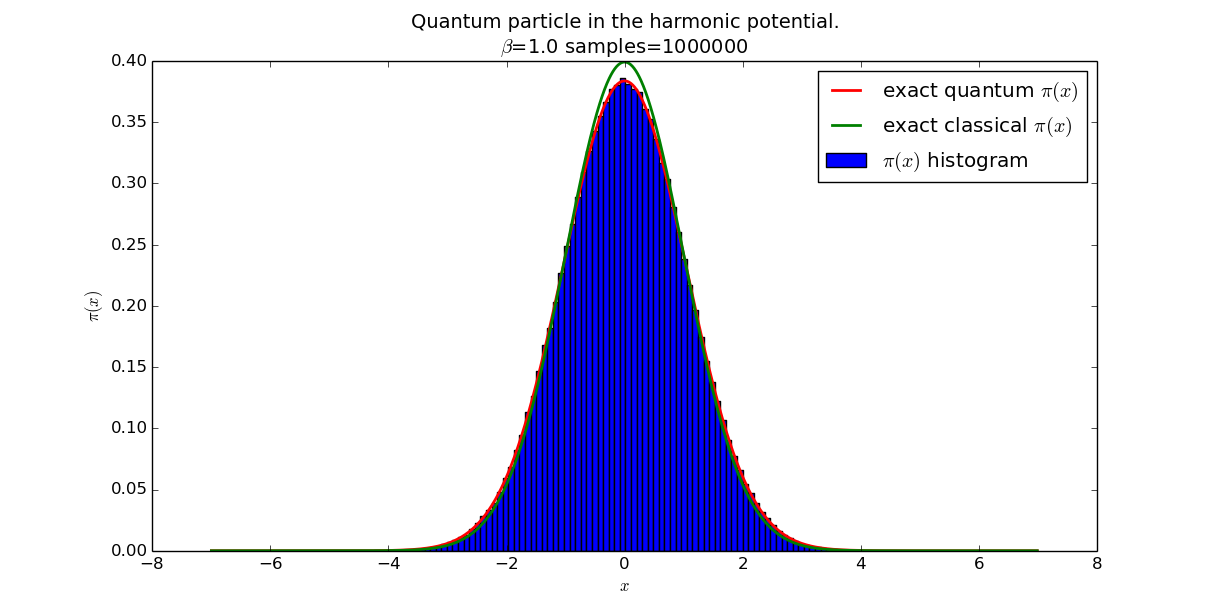 Quantum particle in the harmonic potential.
β=1.0 samples=1000000
exact quantum π(x)
exact classical π(x)
π(x) histogram
π(x)
0.40
0.35
0.30
0.25
0.20
0.15
0.10
0.05
0.00
−8 −6 −4 −2 0 2 4 6 8
x